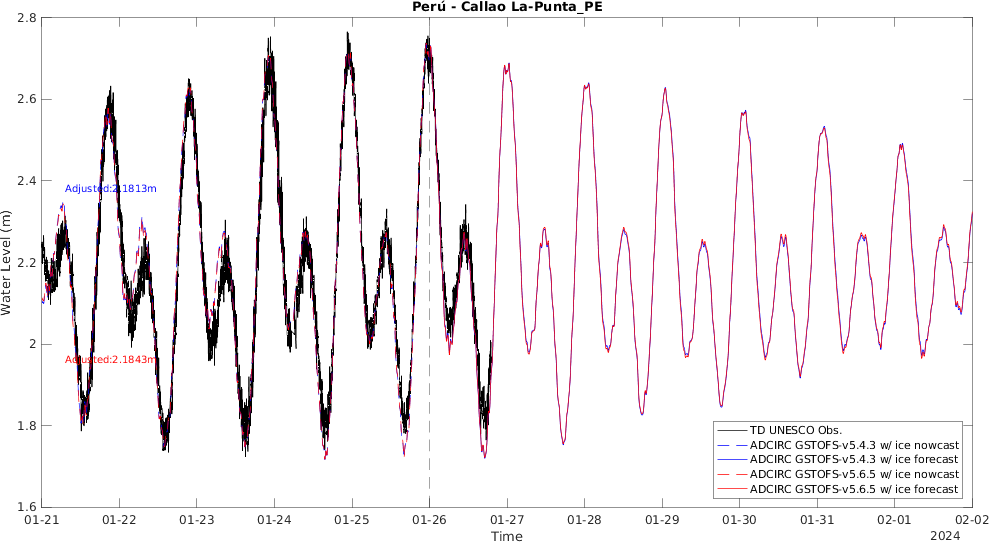 Perú - Callao La-Punta_PE
Water Level (m)
2.8
2.6
2.4
2.2
2
1.8
1.6
Adjusted:2.1813m
Adjusted:2.1843m
TD UNESCO Obs.
ADCIRC GSTOFS-v5.4.3 w/ ice nowcast
ADCIRC GSTOFS-v5.4.3 w/ ice forecast
ADCIRC GSTOFS-v5.6.5 w/ ice nowcast
ADCIRC GSTOFS-v5.6.5 w/ ice forecast
01-21 01-22 01-23 01-24 01-25 01-26 01-27 01-28 01-29 01-30 01-31 02-01 02-02
Time
2024